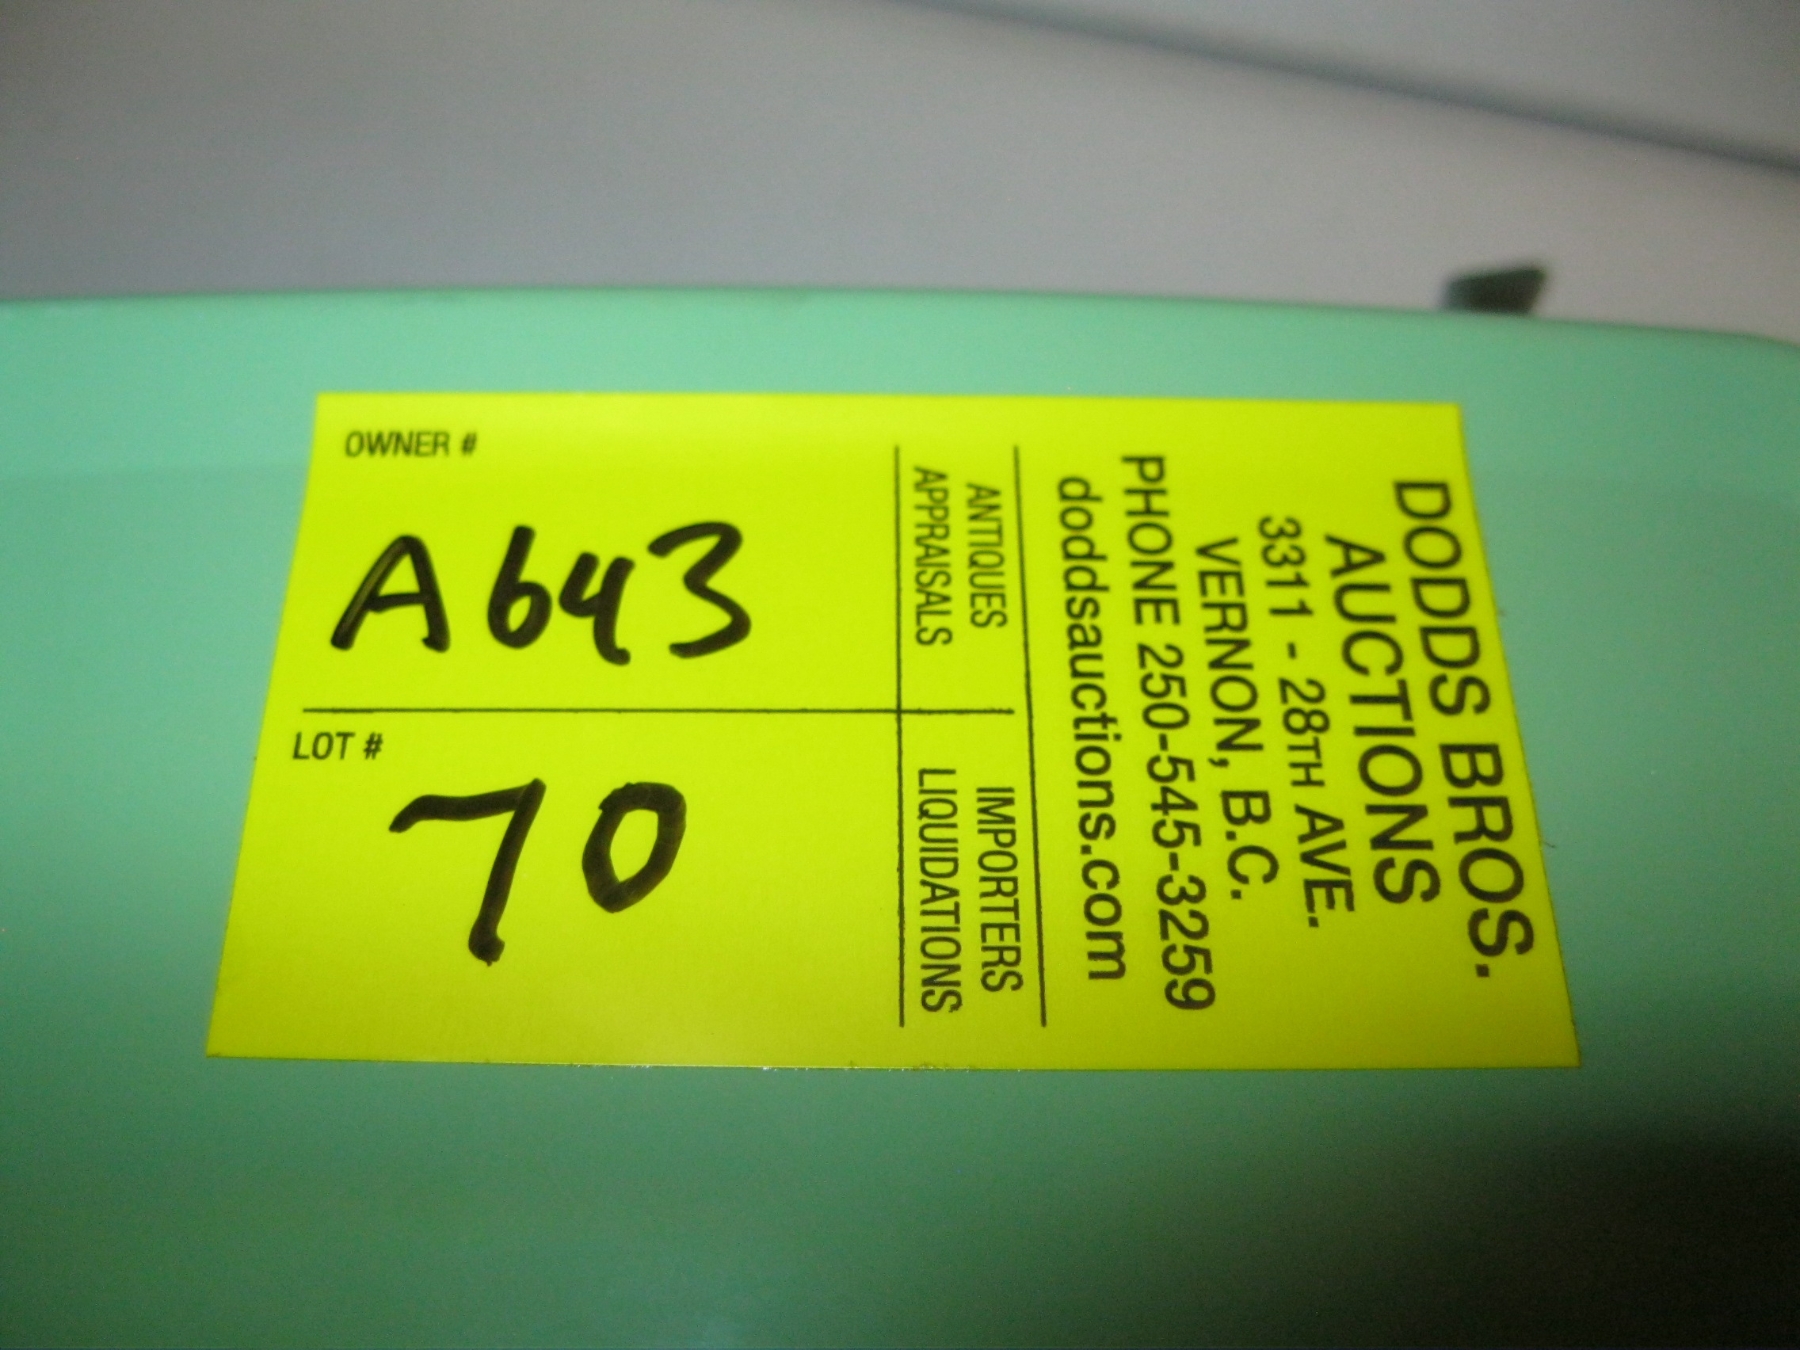 OWNER #
A643
LOT #
70
ANTIQUES
APPRAISALS
IMPORTERS
LIQUIDATIONS
DODDS BROS.
AUCTIONS
3311 - 28TH AVE.
VERNON, B.C.
PHONE 250-545-3259
doddsauctions.com